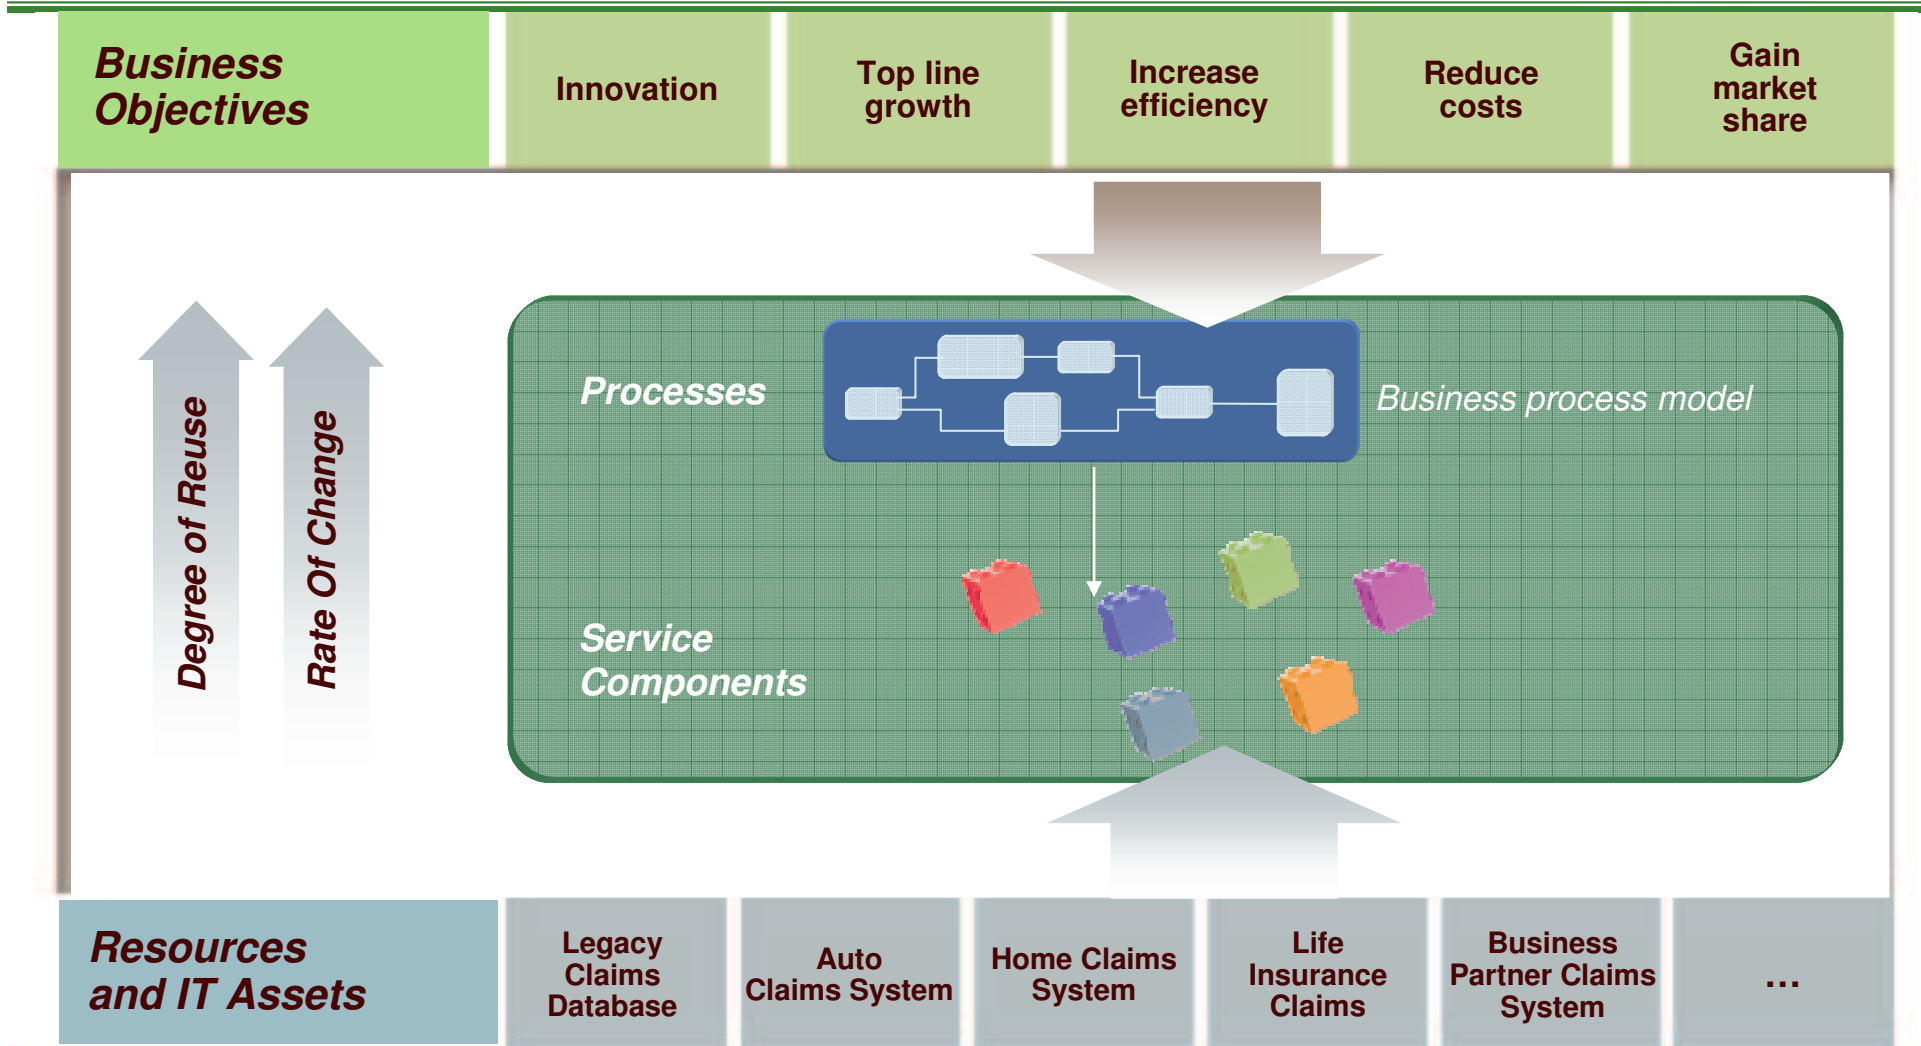 Business
Objectives
Innovation
Top line
growth
Increase
efficiency
Reduce
costs
Gain
market
share
Degree of Reuse
Rate Of Change
Processes
Business process model
Service
Components
Resources
and IT Assets
Legacy
Claims
Database
Auto
Claims System
Home Claims
System
Life
Insurance
Claims
Business
Partner Claims
System
...